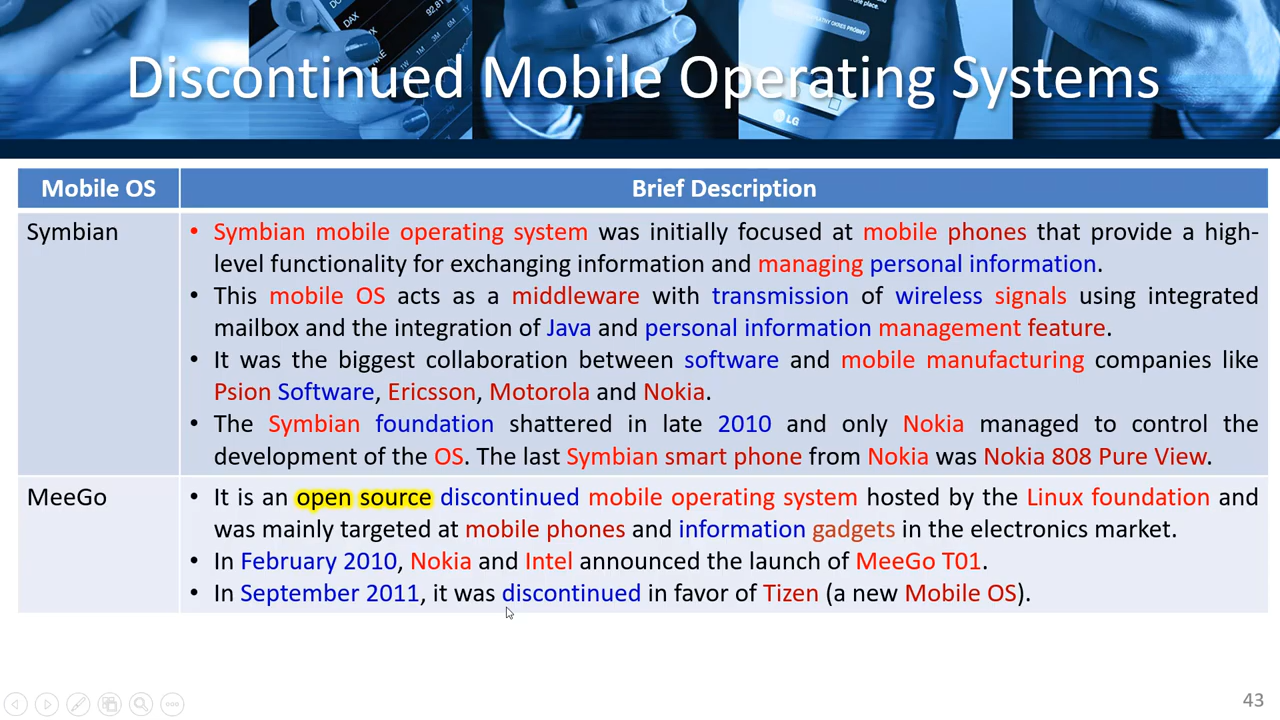 Discontinued Mobile Operating Systems
Mobile OS
Brief Description
Symbian
• Symbian mobile operating system was initially focused at mobile phones that provide a high-
level functionality for exchanging information and managing personal information.
• This mobile OS acts as a middleware with transmission of wireless signals using integrated
mailbox and the integration of Java and personal information management feature.
• It was the biggest collaboration between software and mobile manufacturing companies like
Psion Software, Ericsson, Motorola and Nokia.
• The Symbian foundation shattered in late 2010 and only Nokia managed to control the
development of the OS. The last Symbian smart phone from Nokia was Nokia 808 Pure View.
MeeGo
• It is an open source discontinued mobile operating system hosted by the Linux foundation and
was mainly targeted at mobile phones and information gadgets in the electronics market.
• In February 2010, Nokia and Intel announced the launch of MeeGo T01.
• In September 2011, it was discontinued in favor of Tizen (a new Mobile OS).
43
DAX
92.81
LG